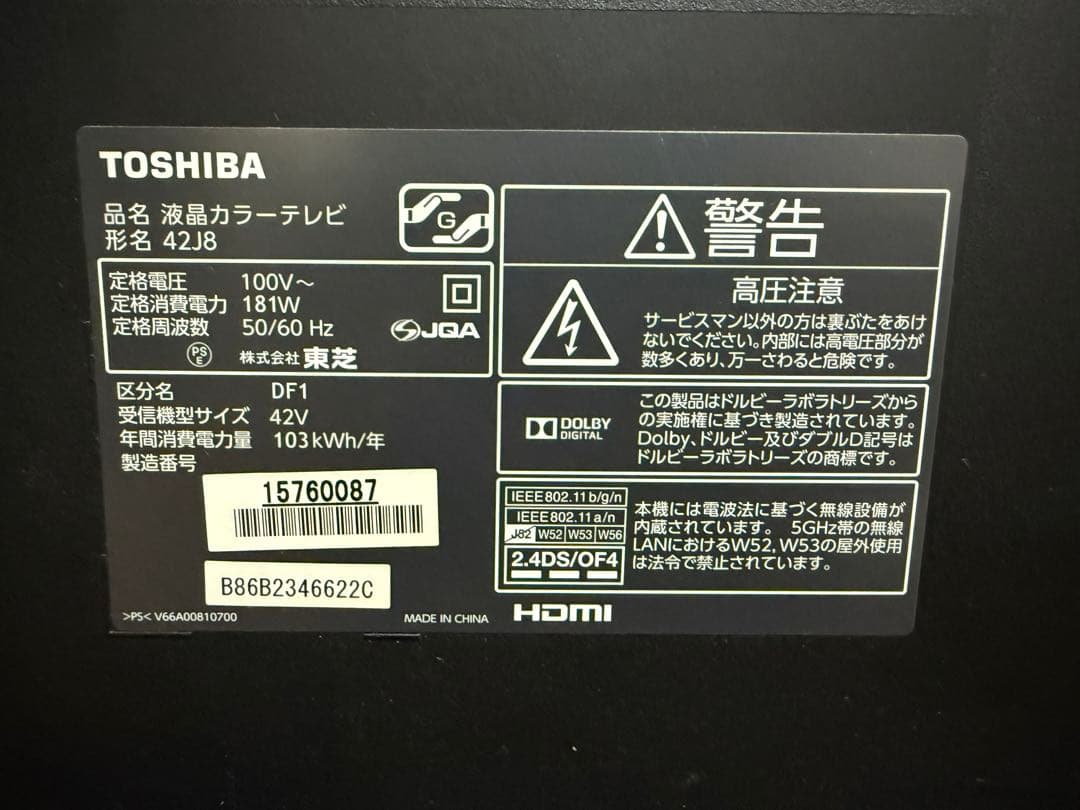 TOSHIBA
品名 液晶カラーテレビ
形名 42J8
G
定格電圧 100V～
定格消費電力 181W
定格周波数 50/60 Hz
JQA
PS
E
株式会社 東芝
区分名 DF1
受信機型サイズ 42V
年間消費電力量 103kWh/年
製造番号
15760087
B86B2346622C
>PS< V66A00810700
MADE IN CHINA
警告
高圧注意
サービスマン以外の方は裏ぶたをあけ
ないでください。内部には高電圧部分が
数多くあり、万一さわると危険です。
DOLBY
DIGITAL
この製品はドルビーラボラトリーズから
の実施権に基づき製造されています。
Dolby、ドルビー及びダブルD記号は
ドルビーラボラトリーズの商標です。
IEEE802.11b/g/n
IEEE802.11a/n
J52 W52 W53 W56
2.4DS/OF4
本機には電波法に基づく無線設備が
内蔵されています。 5GHz帯の無線
LANにおけるW52, W53の屋外使用
は法令で禁止されています。
HDMI